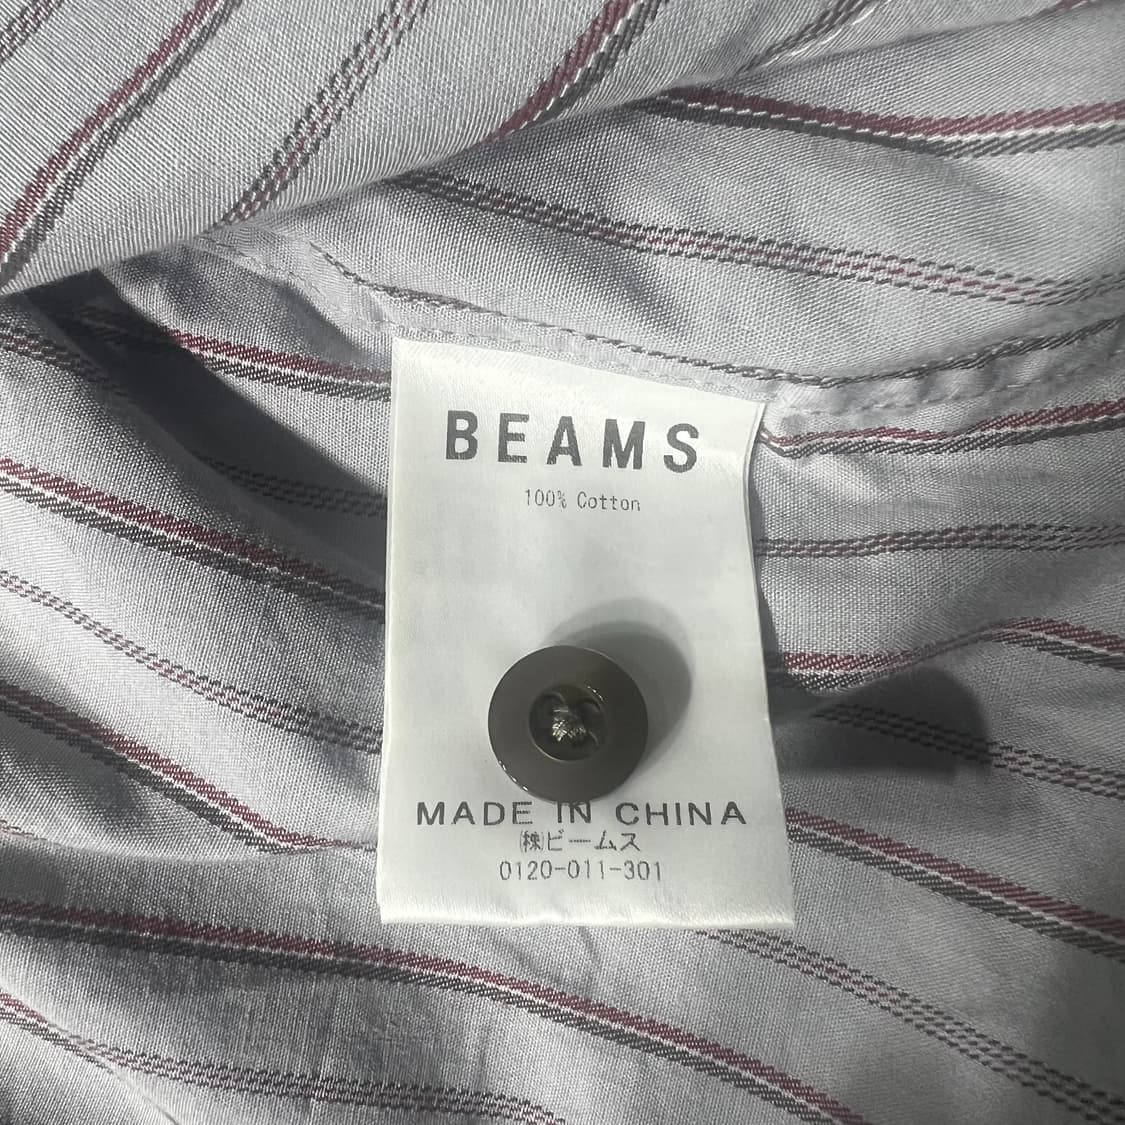 BEAMS
100% Cotton
MADE IN CHINA
㈱ビームス
0120-011-301